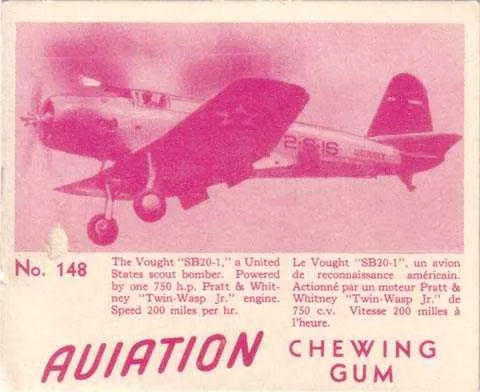 2-S-16
No. 148
The Vought "SB20-1," a United
States scout bomber. Powered
by one 750 h.p. Pratt & Whit-
ney "Twin-Wasp Jr." engine.
Speed 200 miles per hr.
Le Vought "SB20-1", un avion
de reconnaissance américain.
Actionné par un moteur Pratt &
Whitney "Twin-Wasp Jr." de
750 c.v. Vitesse 200 milles à
l'heure.
AVIATION CHEWING
GUM